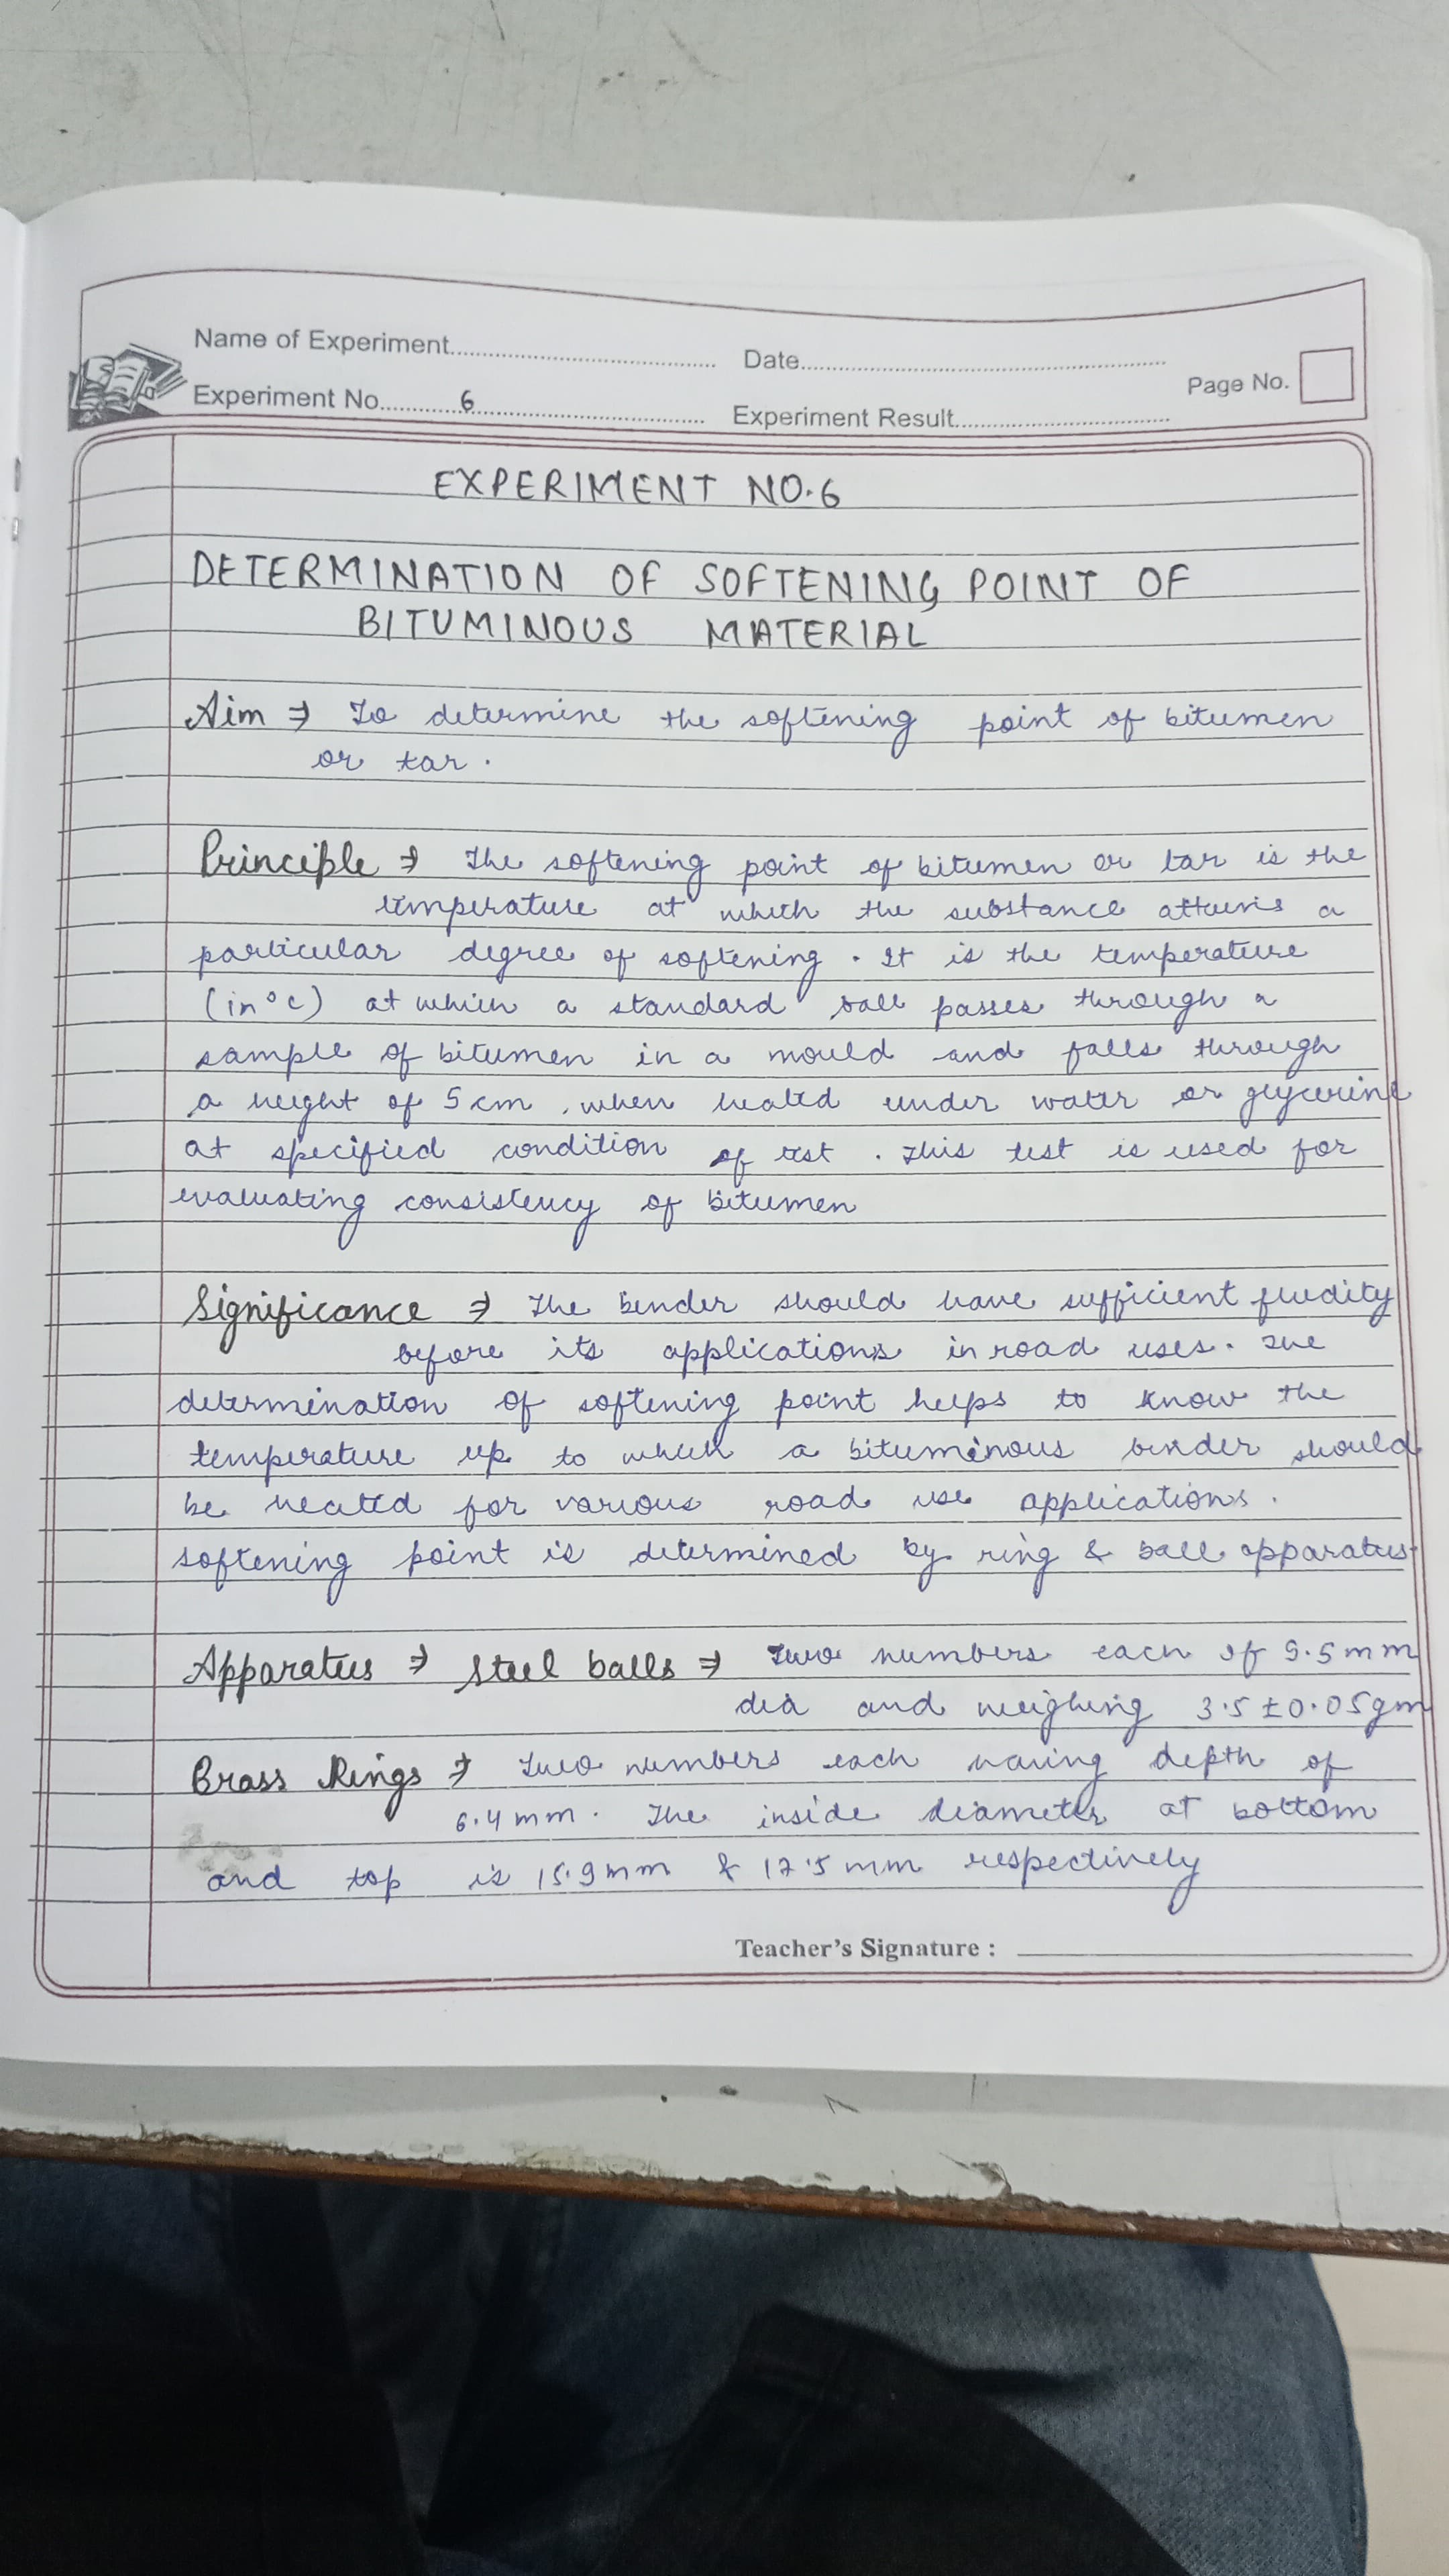 Name of Experiment........ Date........
Page No.
Experiment No. 6 Experiment Result........
EXPERIMENT NO.6
DETERMINATION OF SOFTENING POINT OF
BITUMINOUS MATERIAL
Aim ⇒ To determine the softening point of bitumen
or tar.
Principle ⇒ The softening point of bitumen or tar is the
temperature at which the substance attains a
particular degree of softening. It is the temperature
(in °C) at which a standard ball passes through a
sample of bitumen in a mould and falls through
a height of 5 cm, when heated under water or glycerine
at specified condition of test. This test is used for
evaluating consistency of bitumen
Significance ⇒ The binder should have sufficient fluidity
before its applications in road uses. The
determination of softening point helps to know the
temperature up to which a bituminous binder should
be heated for various road use applications.
softening point is determined by ring & ball apparatus.
Apparatus ⇒ Steel balls ⇒ Two numbers each of 9.5 mm
dia and weighing 3.5 ± 0.05 gm
Brass Rings ⇒ Two numbers each having depth of
6.4 mm. The inside diameter at bottom
and top is 15.9 mm & 17.5 mm respectively
Teacher's Signature :